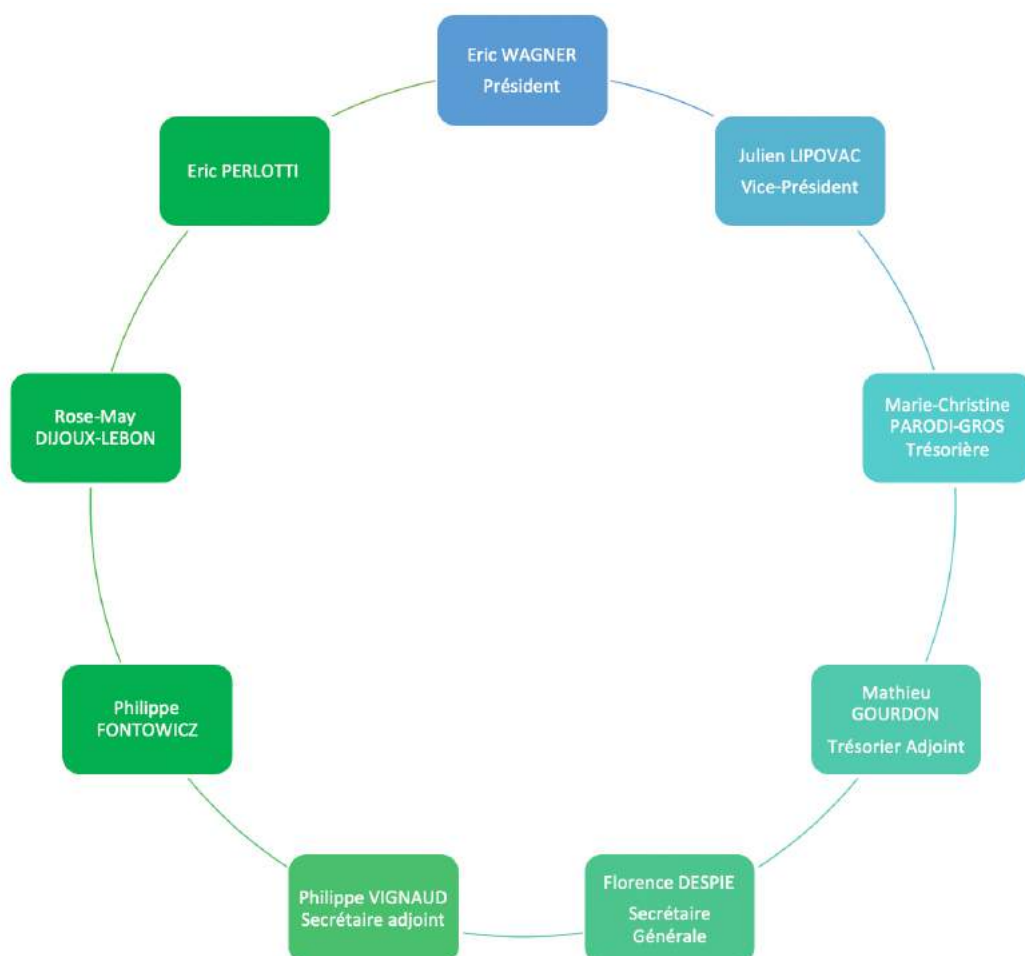 Eric WAGNER
Président
Julien LIPOVAC
Vice-Président
Marie-Christine
PARODI-GROS
Trésorière
Mathieu
GOURDON
Trésorier Adjoint
Florence DESPIE
Secrétaire
Générale
Philippe VIGNAUD
Secrétaire adjoint
Philippe
FONTOWICZ
Rose-May
DIJOUX-LEBON
Eric PERLOTTI